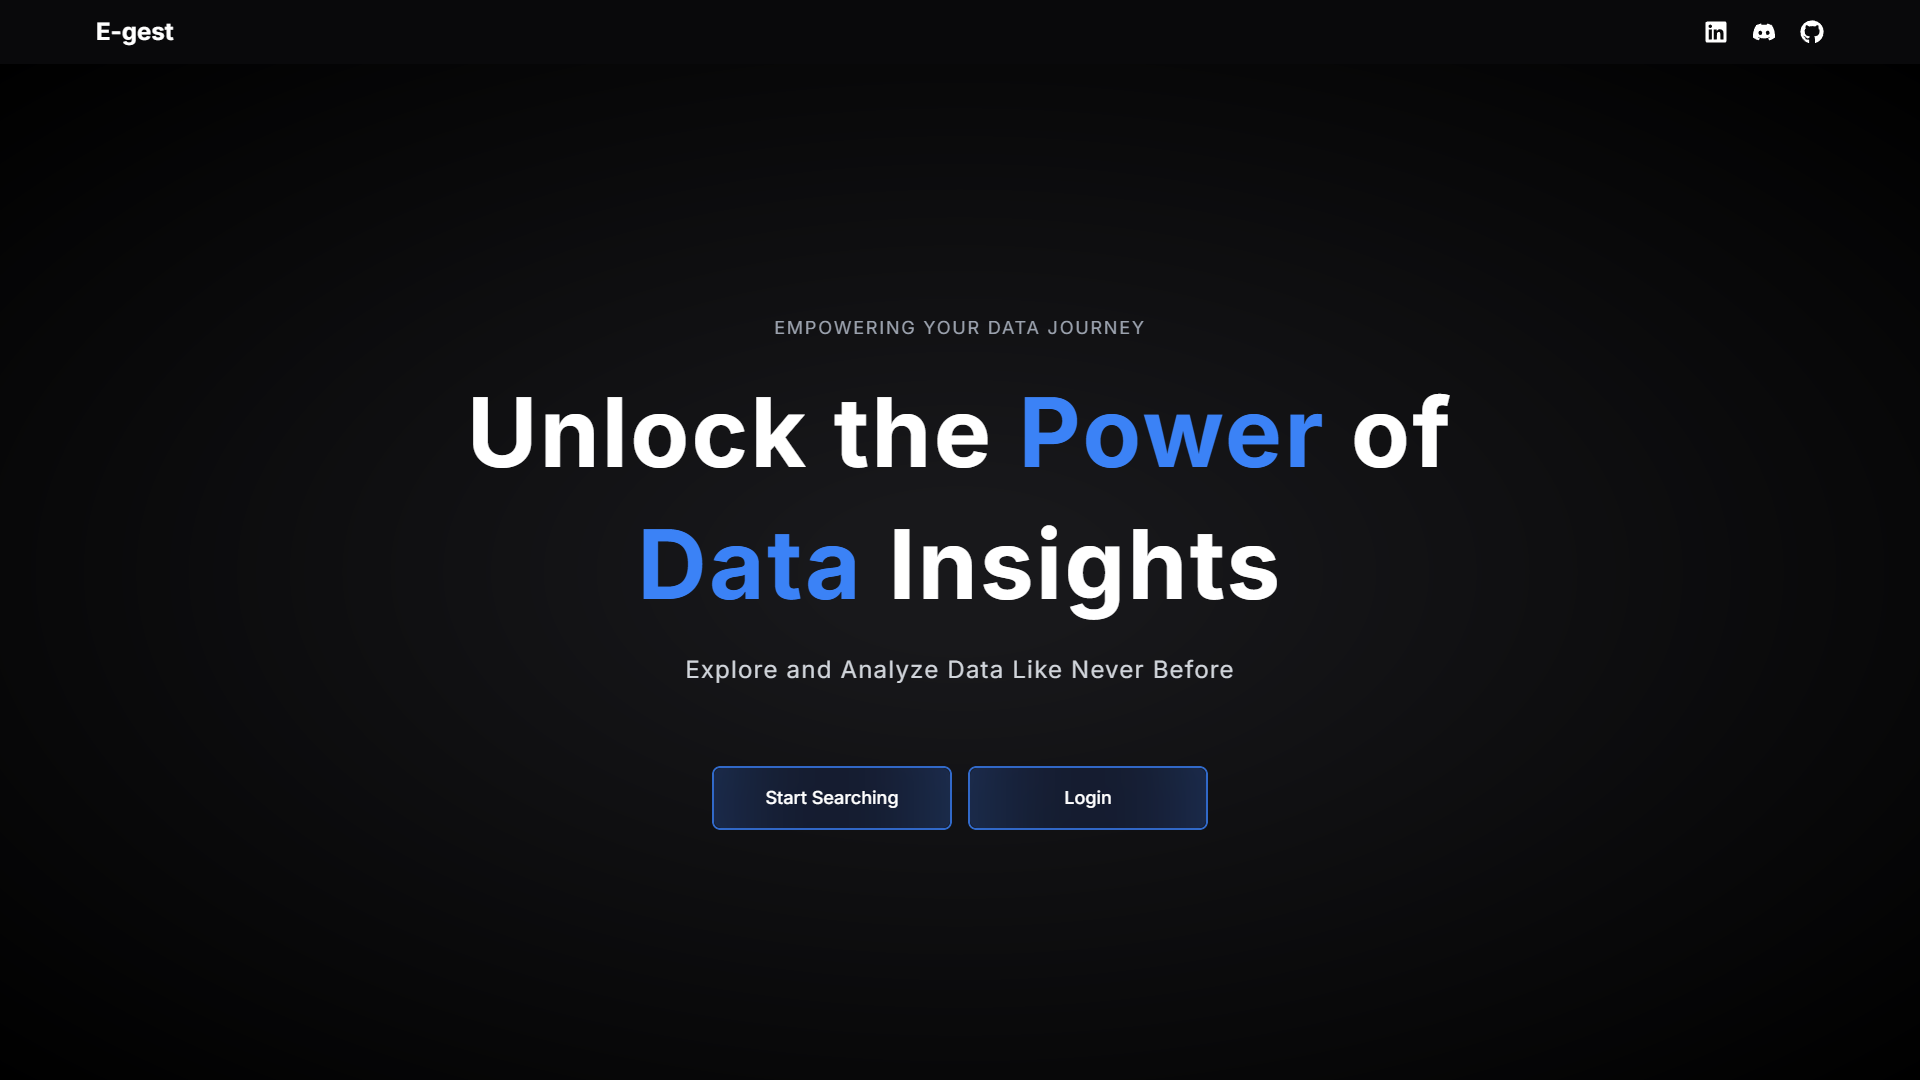 E-gest
EMPOWERING YOUR DATA JOURNEY
Unlock the Power of
Data Insights
Explore and Analyze Data Like Never Before
Start Searching
Login